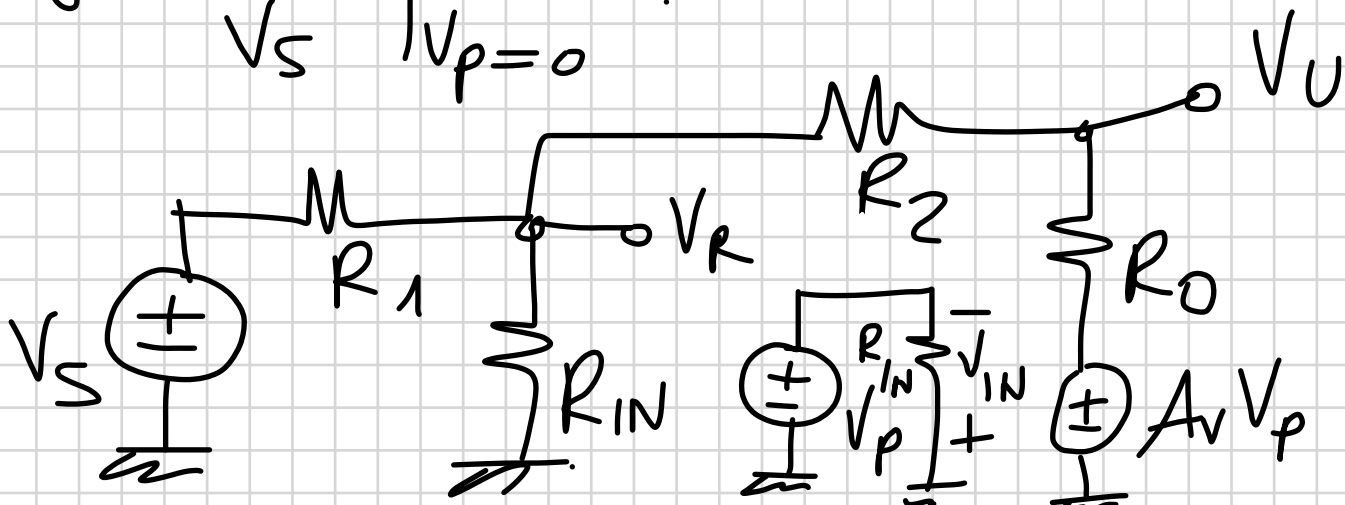 V_S |V_P=0
V_U
R_2
V_R
R_1
R_O
V_S
R_IN
R_IN
V_IN
V_P
A_V V_P